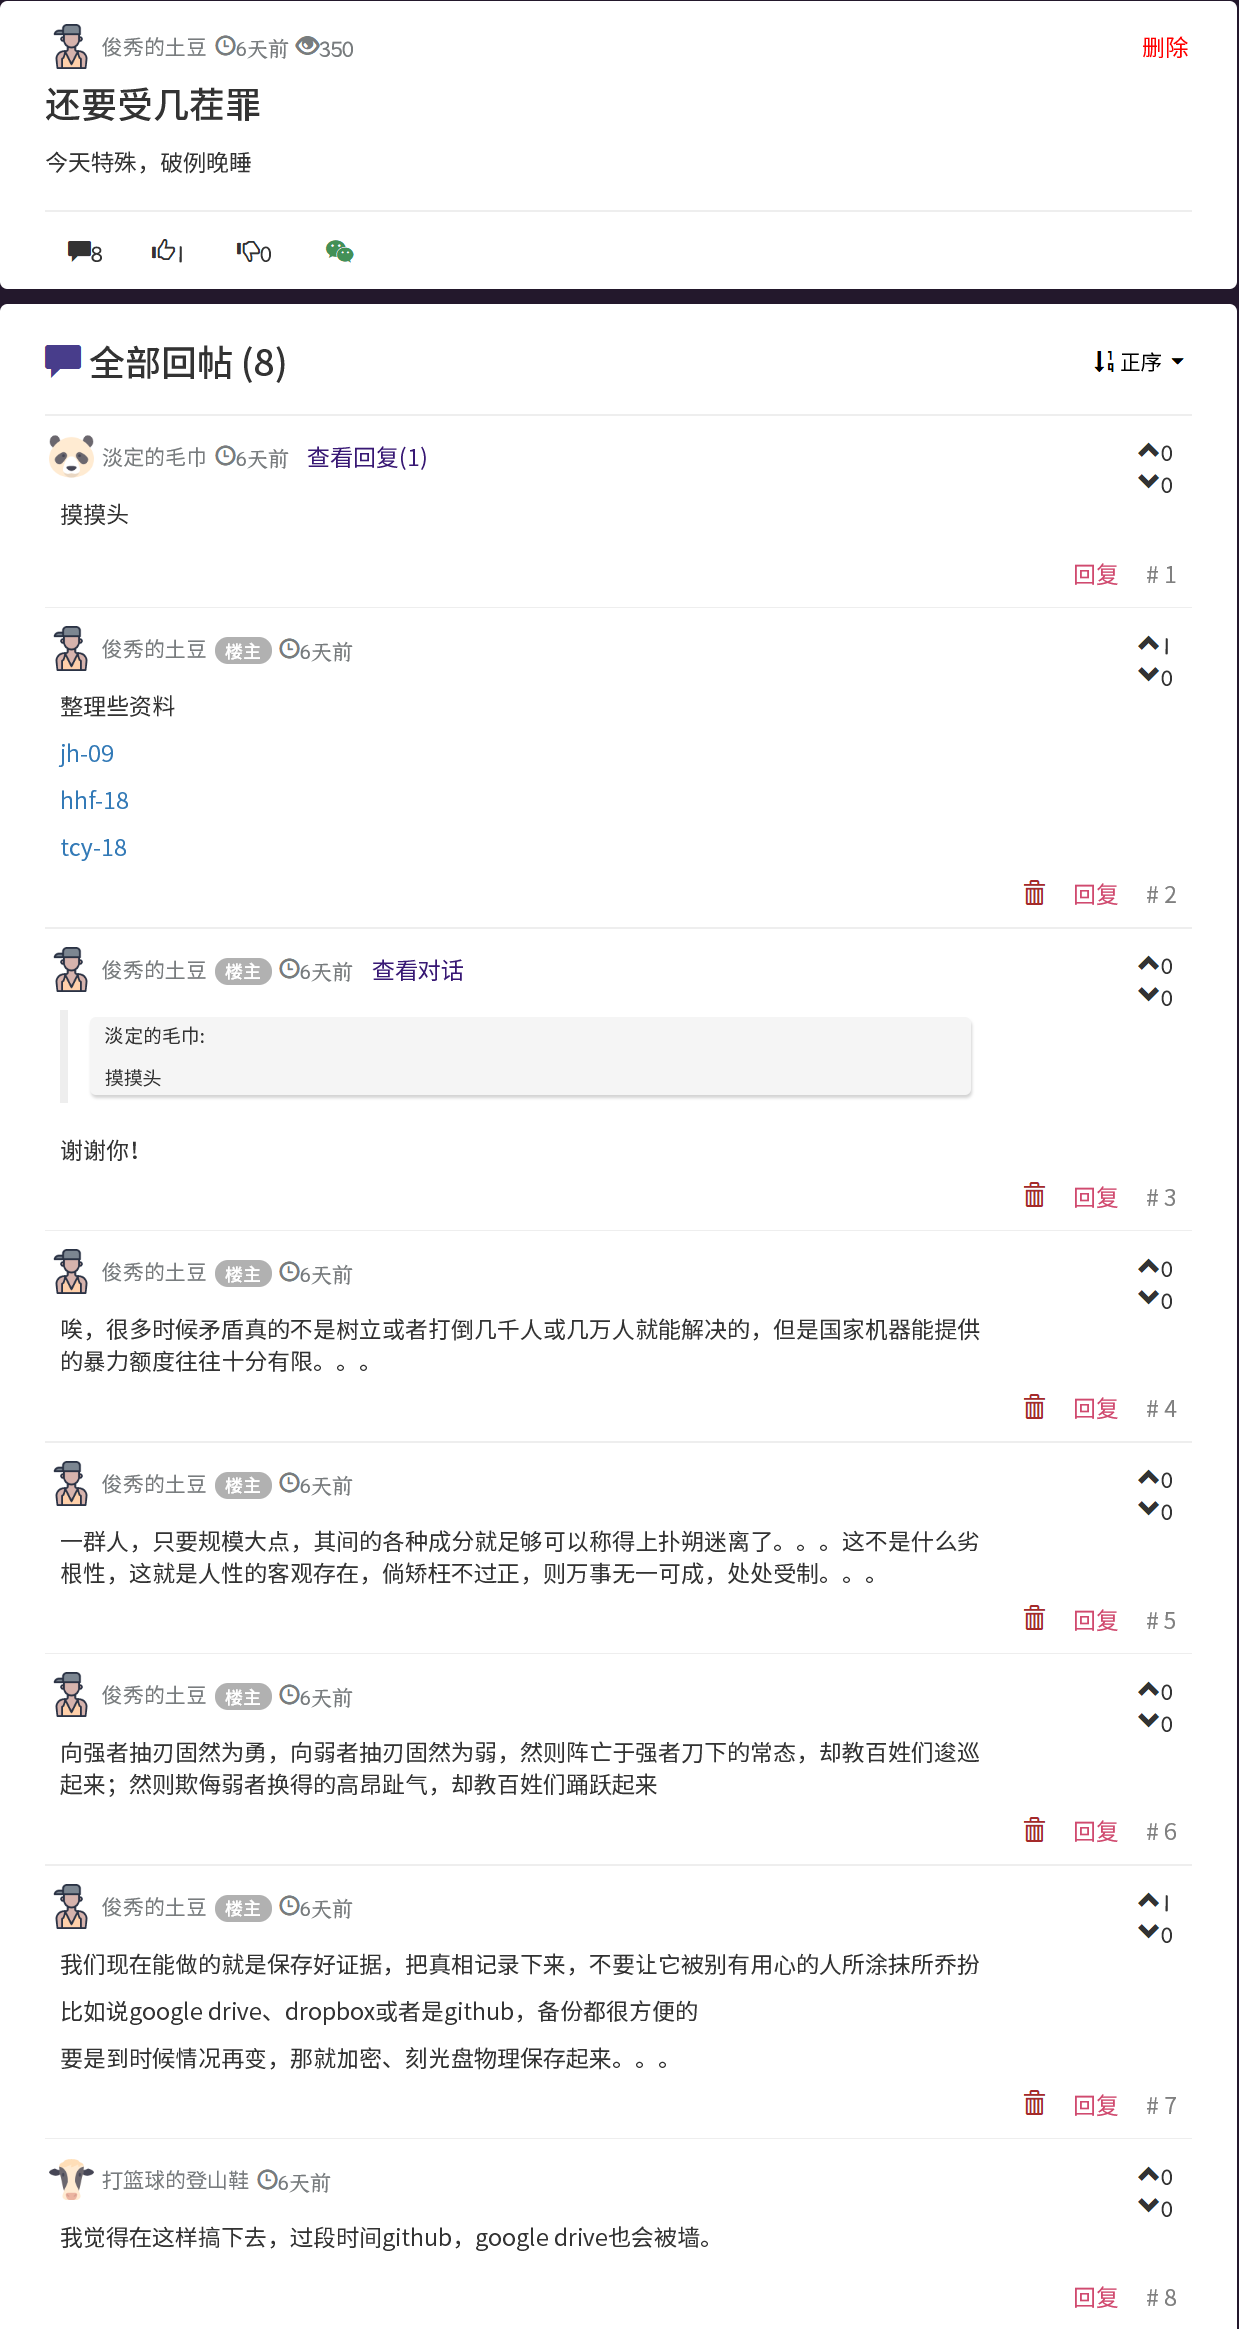 俊秀的土豆 6天前 350 删除
还要受几茬罪
今天特殊，破例晚睡
8 1 0
全部回帖 (8) 正序
淡定的毛巾 6天前 查看回复(1) 0
0
摸摸头
回复 # 1
俊秀的土豆 楼主 6天前 1
0
整理些资料
jh-09
hhf-18
tcy-18
回复 # 2
俊秀的土豆 楼主 6天前 查看对话 0
0
淡定的毛巾:
摸摸头
谢谢你！
回复 # 3
俊秀的土豆 楼主 6天前 0
0
唉，很多时候矛盾真的不是树立或者打倒几千人或几万人就能解决的，但是国家机器能提供
的暴力额度往往十分有限。。。
回复 # 4
俊秀的土豆 楼主 6天前 0
0
一群人，只要规模大点，其间的各种成分就足够可以称得上扑朔迷离了。。。这不是什么劣
根性，这就是人性的客观存在，倘矫枉不过正，则万事无一可成，处处受制。。。
回复 # 5
俊秀的土豆 楼主 6天前 0
0
向强者抽刃固然为勇，向弱者抽刃固然为弱，然则阵亡于强者刀下的常态，却教百姓们逡巡
起来；然则欺侮弱者换得的高昂趾气，却教百姓们踊跃起来
回复 # 6
俊秀的土豆 楼主 6天前 1
0
我们现在能做的就是保存好证据，把真相记录下来，不要让它被别有用心的人所涂抹所乔扮
比如说google drive、dropbox或者是github，备份都很方便的
要是到时候情况再变，那就加密、刻光盘物理保存起来。。。
回复 # 7
打篮球的登山鞋 6天前 0
0
我觉得在这样搞下去，过段时间github，google drive也会被墙。
回复 # 8